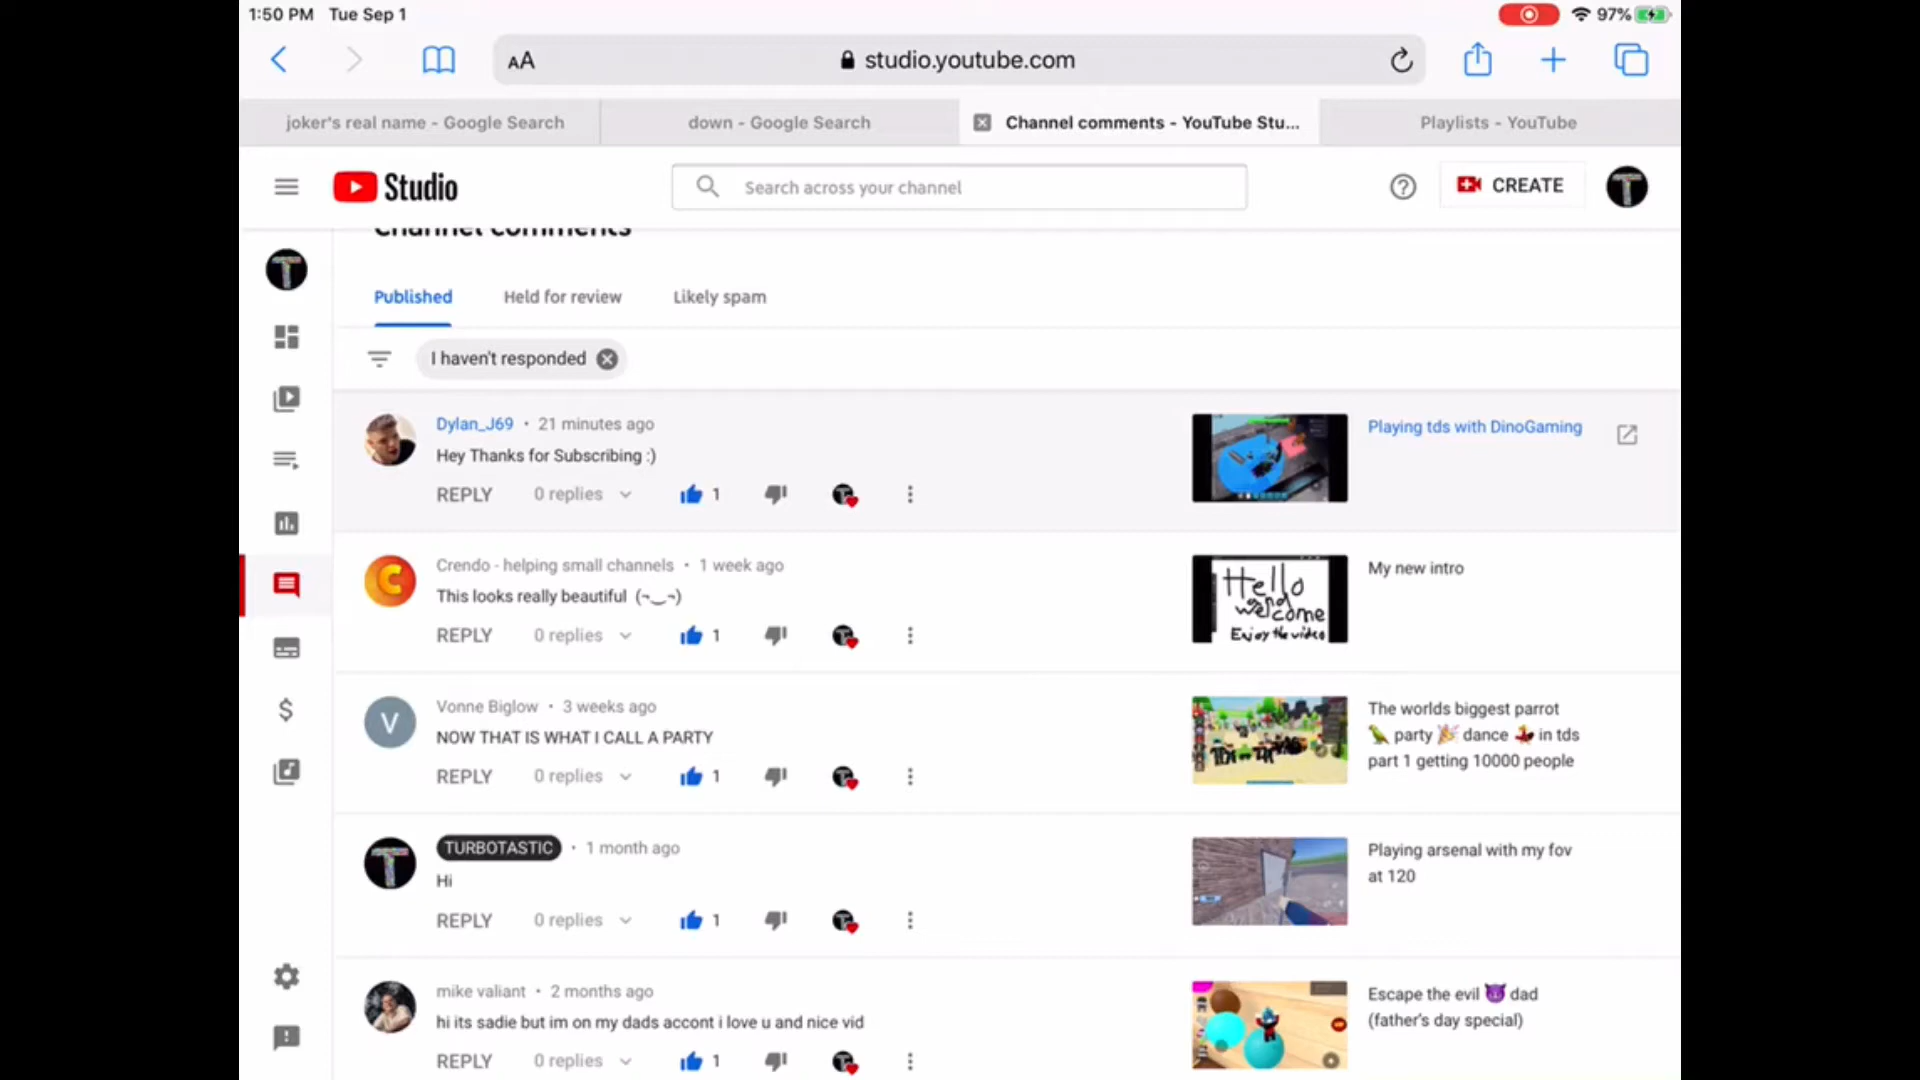 1:50 PM Tue Sep 1
97%
AA
studio.youtube.com
joker's real name - Google Search
down - Google Search
Channel comments - YouTube Stu...
Playlists - YouTube
Studio
Search across your channel
CREATE
Channel comments
Published
Held for review
Likely spam
I haven't responded
Dylan_J69 • 21 minutes ago
Hey Thanks for Subscribing :)
REPLY
0 replies
1
Playing tds with DinoGaming
Crendo - helping small channels • 1 week ago
This looks really beautiful (¬‿¬)
REPLY
0 replies
1
Hello
and
welcome
Enjoy the video
My new intro
V
Vonne Biglow • 3 weeks ago
NOW THAT IS WHAT I CALL A PARTY
REPLY
0 replies
1
The worlds biggest parrot
🦜 party 🎉 dance 💃 in tds
part 1 getting 10000 people
T
TURBOTASTIC • 1 month ago
Hi
REPLY
0 replies
1
Playing arsenal with my fov
at 120
mike valiant • 2 months ago
hi its sadie but im on my dads accont i love u and nice vid
REPLY
0 replies
1
Escape the evil 😈 dad
(father's day special)